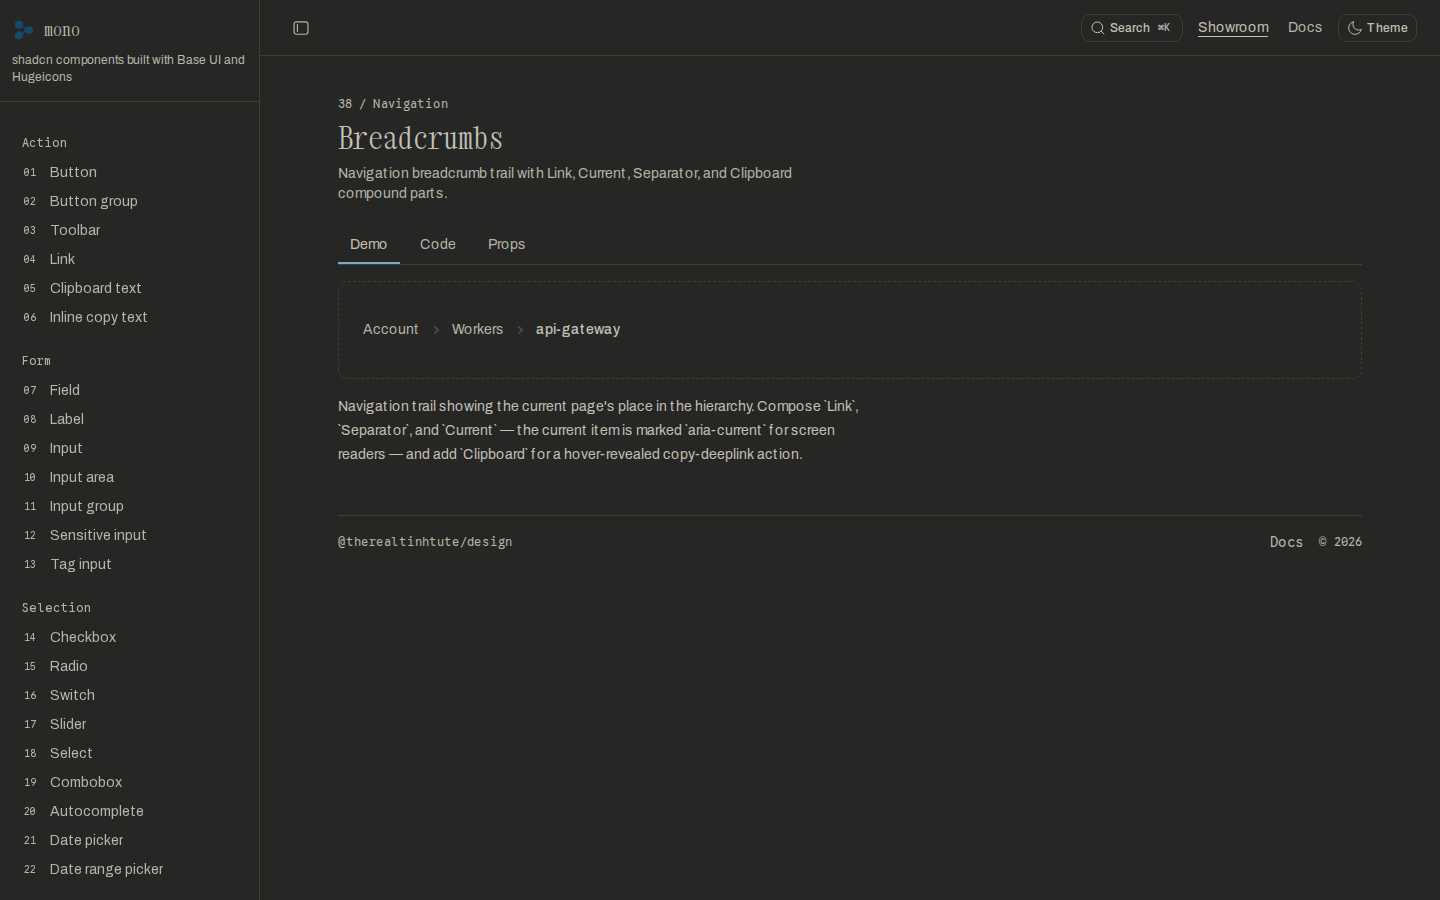 mono
shadcn components built with Base UI and
Hugeicons
Action
01 Button
02 Button group
03 Toolbar
04 Link
05 Clipboard text
06 Inline copy text
Form
07 Field
08 Label
09 Input
10 Input area
11 Input group
12 Sensitive input
13 Tag input
Selection
14 Checkbox
15 Radio
16 Switch
17 Slider
18 Select
19 Combobox
20 Autocomplete
21 Date picker
22 Date range picker
Search ⌘K Showroom Docs Theme
38 / Navigation
Breadcrumbs
Navigation breadcrumb trail with Link, Current, Separator, and Clipboard
compound parts.
Demo Code Props
Account Workers api-gateway
Navigation trail showing the current page's place in the hierarchy. Compose `Link`,
`Separator`, and `Current` — the current item is marked `aria-current` for screen
readers — and add `Clipboard` for a hover-revealed copy-deeplink action.
@therealtinhtute/design Docs © 2026